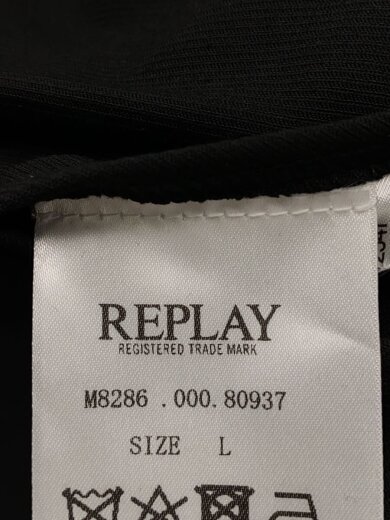 REPLAY
REGISTERED TRADE MARK
M8286 .000.80937
SIZE L